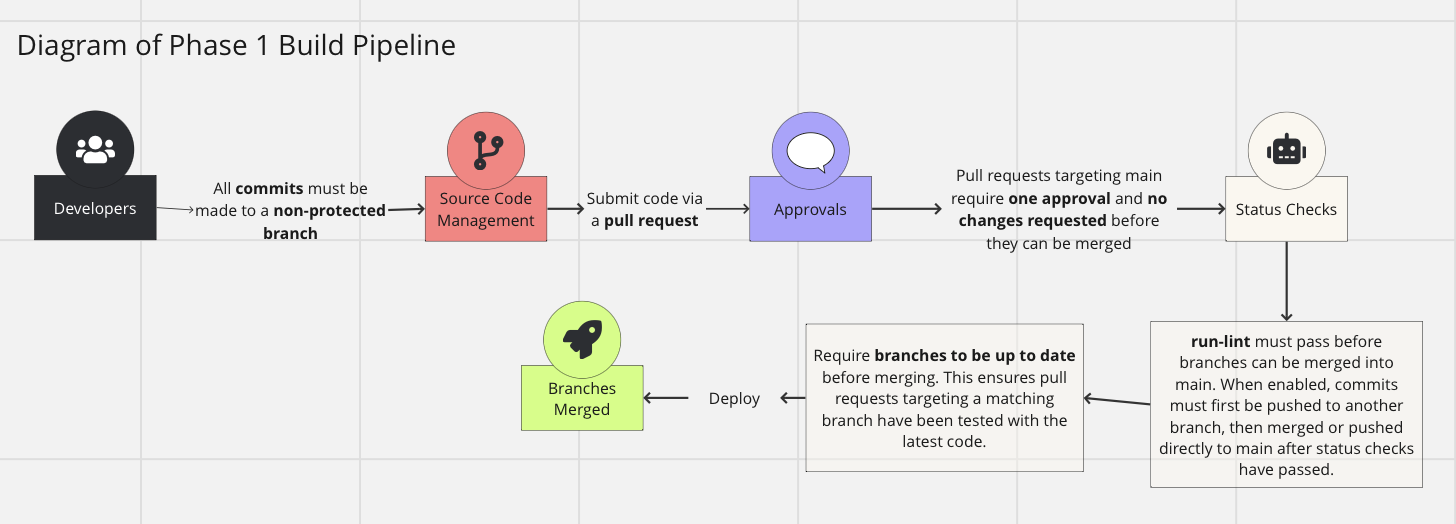 Diagram of Phase 1 Build Pipeline
Developers
All commits must be
made to a non-protected
branch
Source Code
Management
Submit code via
a pull request
Approvals
Pull requests targeting main
require one approval and no
changes requested before
they can be merged
Status Checks
run-lint must pass before
branches can be merged into
main. When enabled, commits
must first be pushed to another
branch, then merged or pushed
directly to main after status checks
have passed.
Require branches to be up to date
before merging. This ensures pull
requests targeting a matching
branch have been tested with the
latest code.
Deploy
Branches
Merged